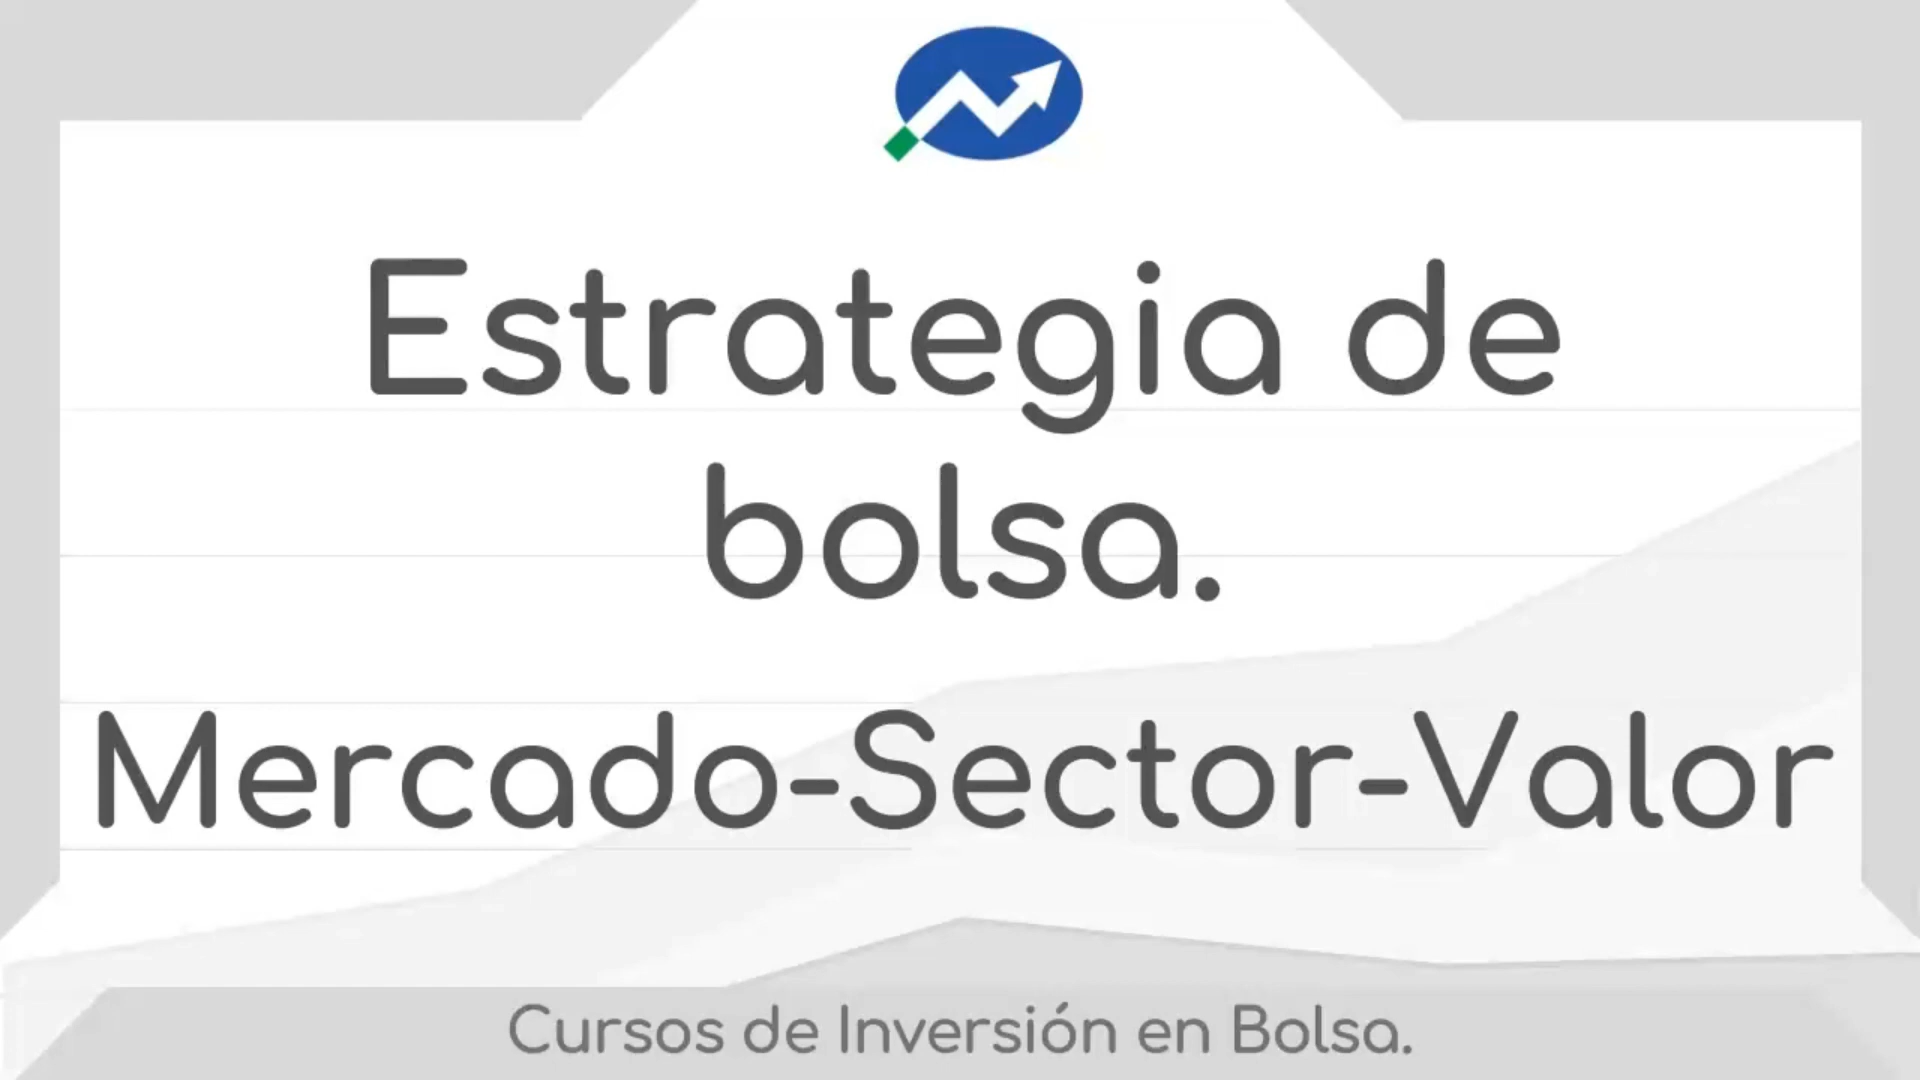 Estrategia de
bolsa.
Mercado-Sector-Valor
Cursos de Inversión en Bolsa.